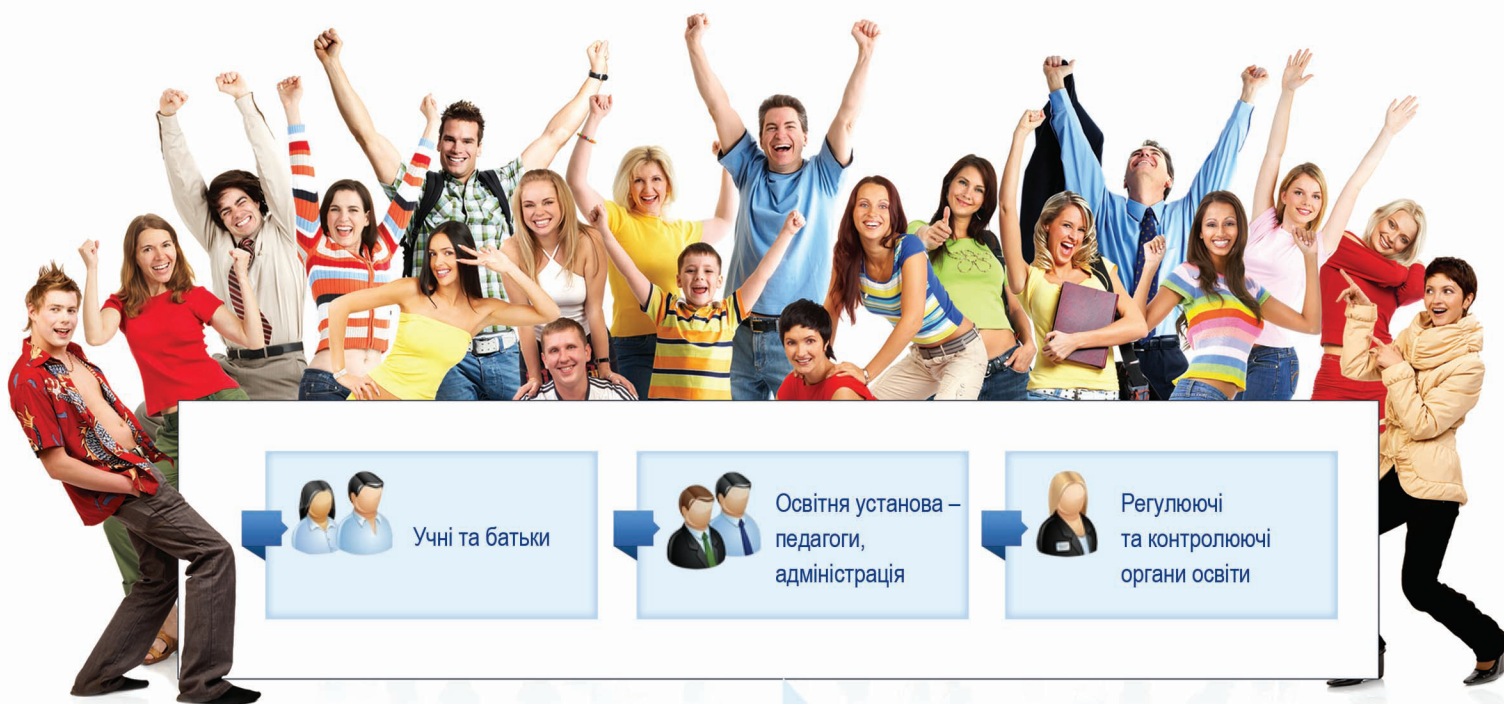 Учні та батьки
Освітня установа –
педагоги,
адміністрація
Регулюючі
та контролюючі
органи освіти